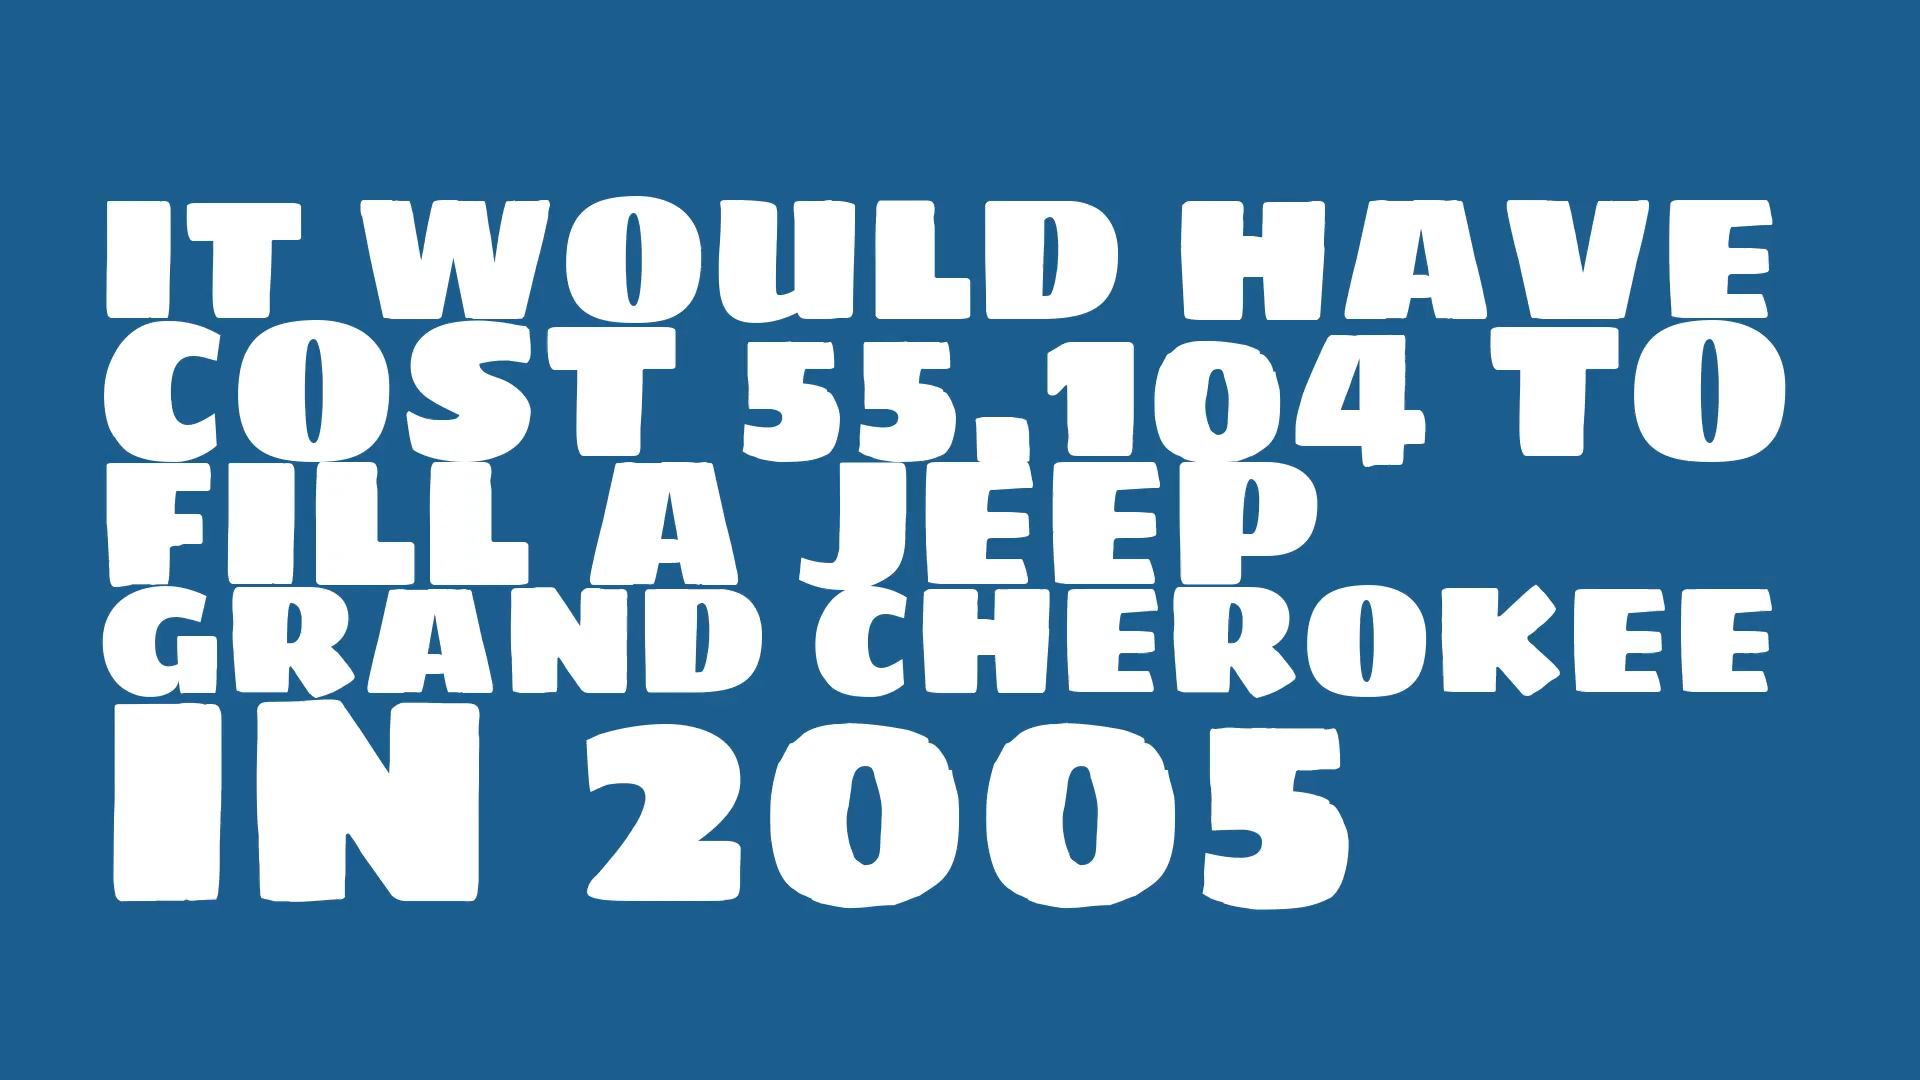 IT WOULD HAVE
COST 55.104 TO
FILL A JEEP
GRAND CHEROKEE
IN 2005